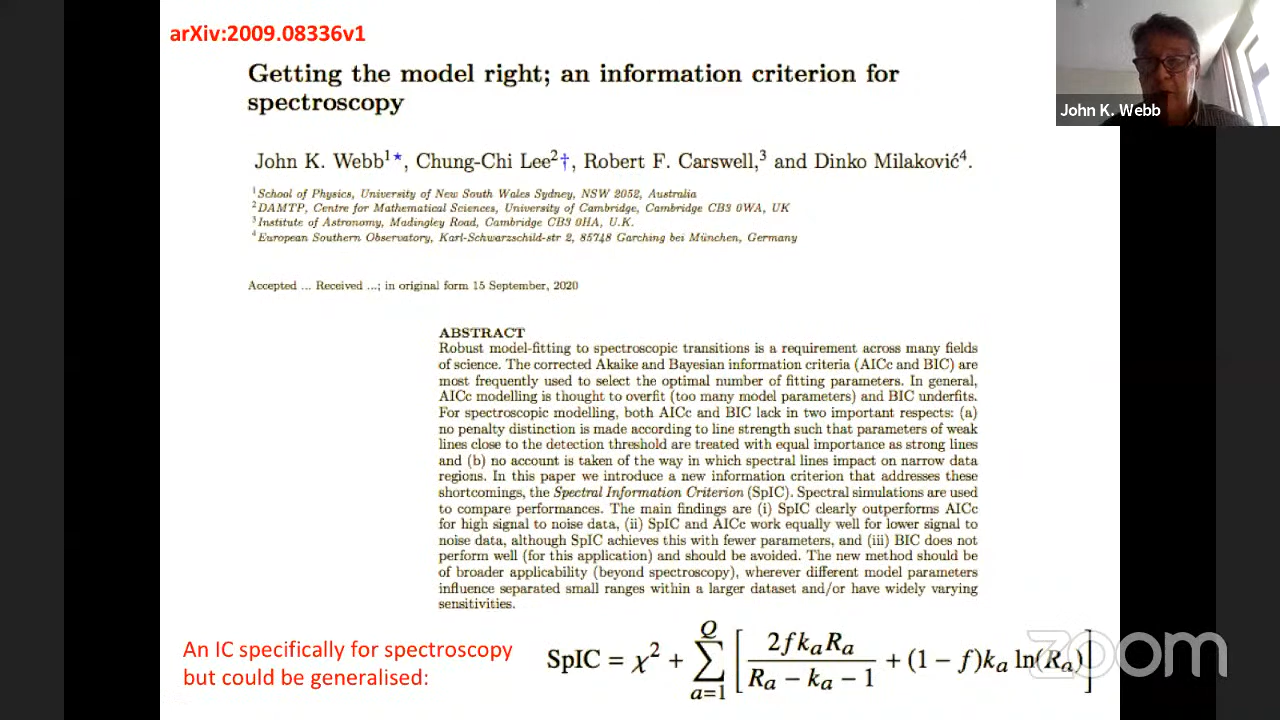 arXiv:2009.08336v1
Getting the model right; an information criterion for
spectroscopy
John K. Webb
John K. Webb¹⋆, Chung-Chi Lee²†, Robert F. Carswell,³ and Dinko Milaković⁴.
¹School of Physics, University of New South Wales Sydney, NSW 2052, Australia
²DAMTP, Centre for Mathematical Sciences, University of Cambridge, Cambridge CB3 0WA, UK
³Institute of Astronomy, Madingley Road, Cambridge CB3 0HA, U.K.
⁴European Southern Observatory, Karl-Schwarzschild-str 2, 85748 Garching bei München, Germany
Accepted ... Received ...; in original form 15 September, 2020
ABSTRACT
Robust model-fitting to spectroscopic transitions is a requirement across many fields
of science. The corrected Akaike and Bayesian information criteria (AICc and BIC) are
most frequently used to select the optimal number of fitting parameters. In general,
AICc modelling is thought to overfit (too many model parameters) and BIC underfits.
For spectroscopic modelling, both AICc and BIC lack in two important respects: (a)
no penalty distinction is made according to line strength such that parameters of weak
lines close to the detection threshold are treated with equal importance as strong lines
and (b) no account is taken of the way in which spectral lines impact on narrow data
regions. In this paper we introduce a new information criterion that addresses these
shortcomings, the Spectral Information Criterion (SpIC). Spectral simulations are used
to compare performances. The main findings are (i) SpIC clearly outperforms AICc
for high signal to noise data, (ii) SpIC and AICc work equally well for lower signal to
noise data, although SpIC achieves this with fewer parameters, and (iii) BIC does not
perform well (for this application) and should be avoided. The new method should be
of broader applicability (beyond spectroscopy), wherever different model parameters
influence separated small ranges within a larger dataset and/or have widely varying
sensitivities.
An IC specifically for spectroscopy
but could be generalised:
SpIC = χ² + ∑_{a=1}^{Q} [ 2fkₐRₐ / (Rₐ − kₐ − 1) + (1 − f)kₐ ln(Rₐ) ]
zoom